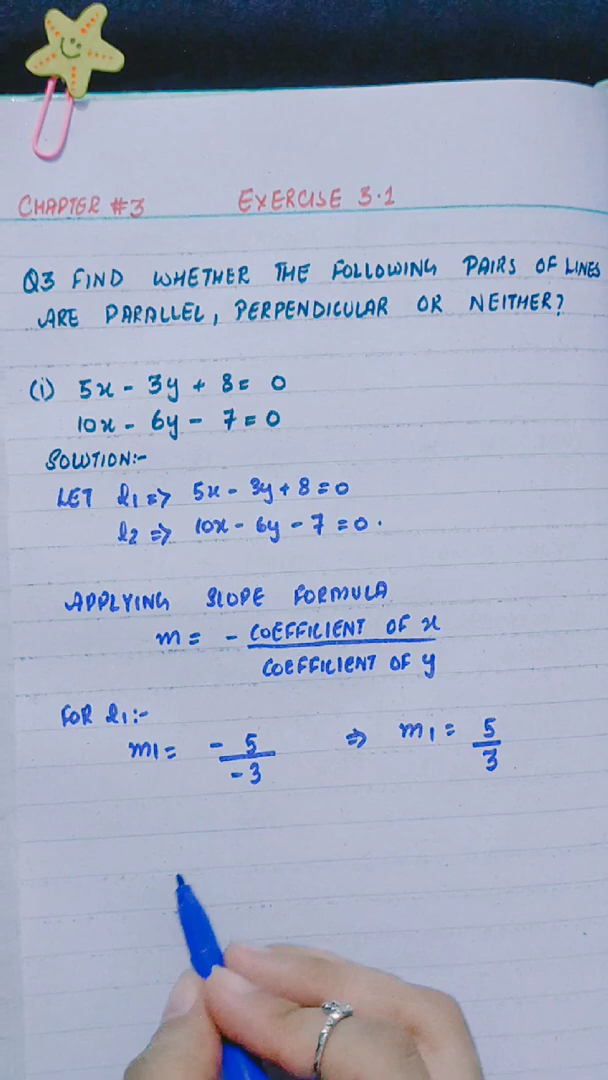 CHAPTER #3 EXERCISE 3.1
Q3 FIND WHETHER THE FOLLOWING PAIRS OF LINES
ARE PARALLEL, PERPENDICULAR OR NEITHER?
(i) 5x - 3y + 8 = 0
10x - 6y - 7 = 0
SOLUTION:-
LET l1 => 5x - 3y + 8 = 0
l2 => 10x - 6y - 7 = 0.
APPLYING SLOPE FORMULA
m = - COEFFICIENT OF x
COEFFICIENT OF y
FOR l1:-
m1 = - 5 / -3 => m1 = 5 / 3